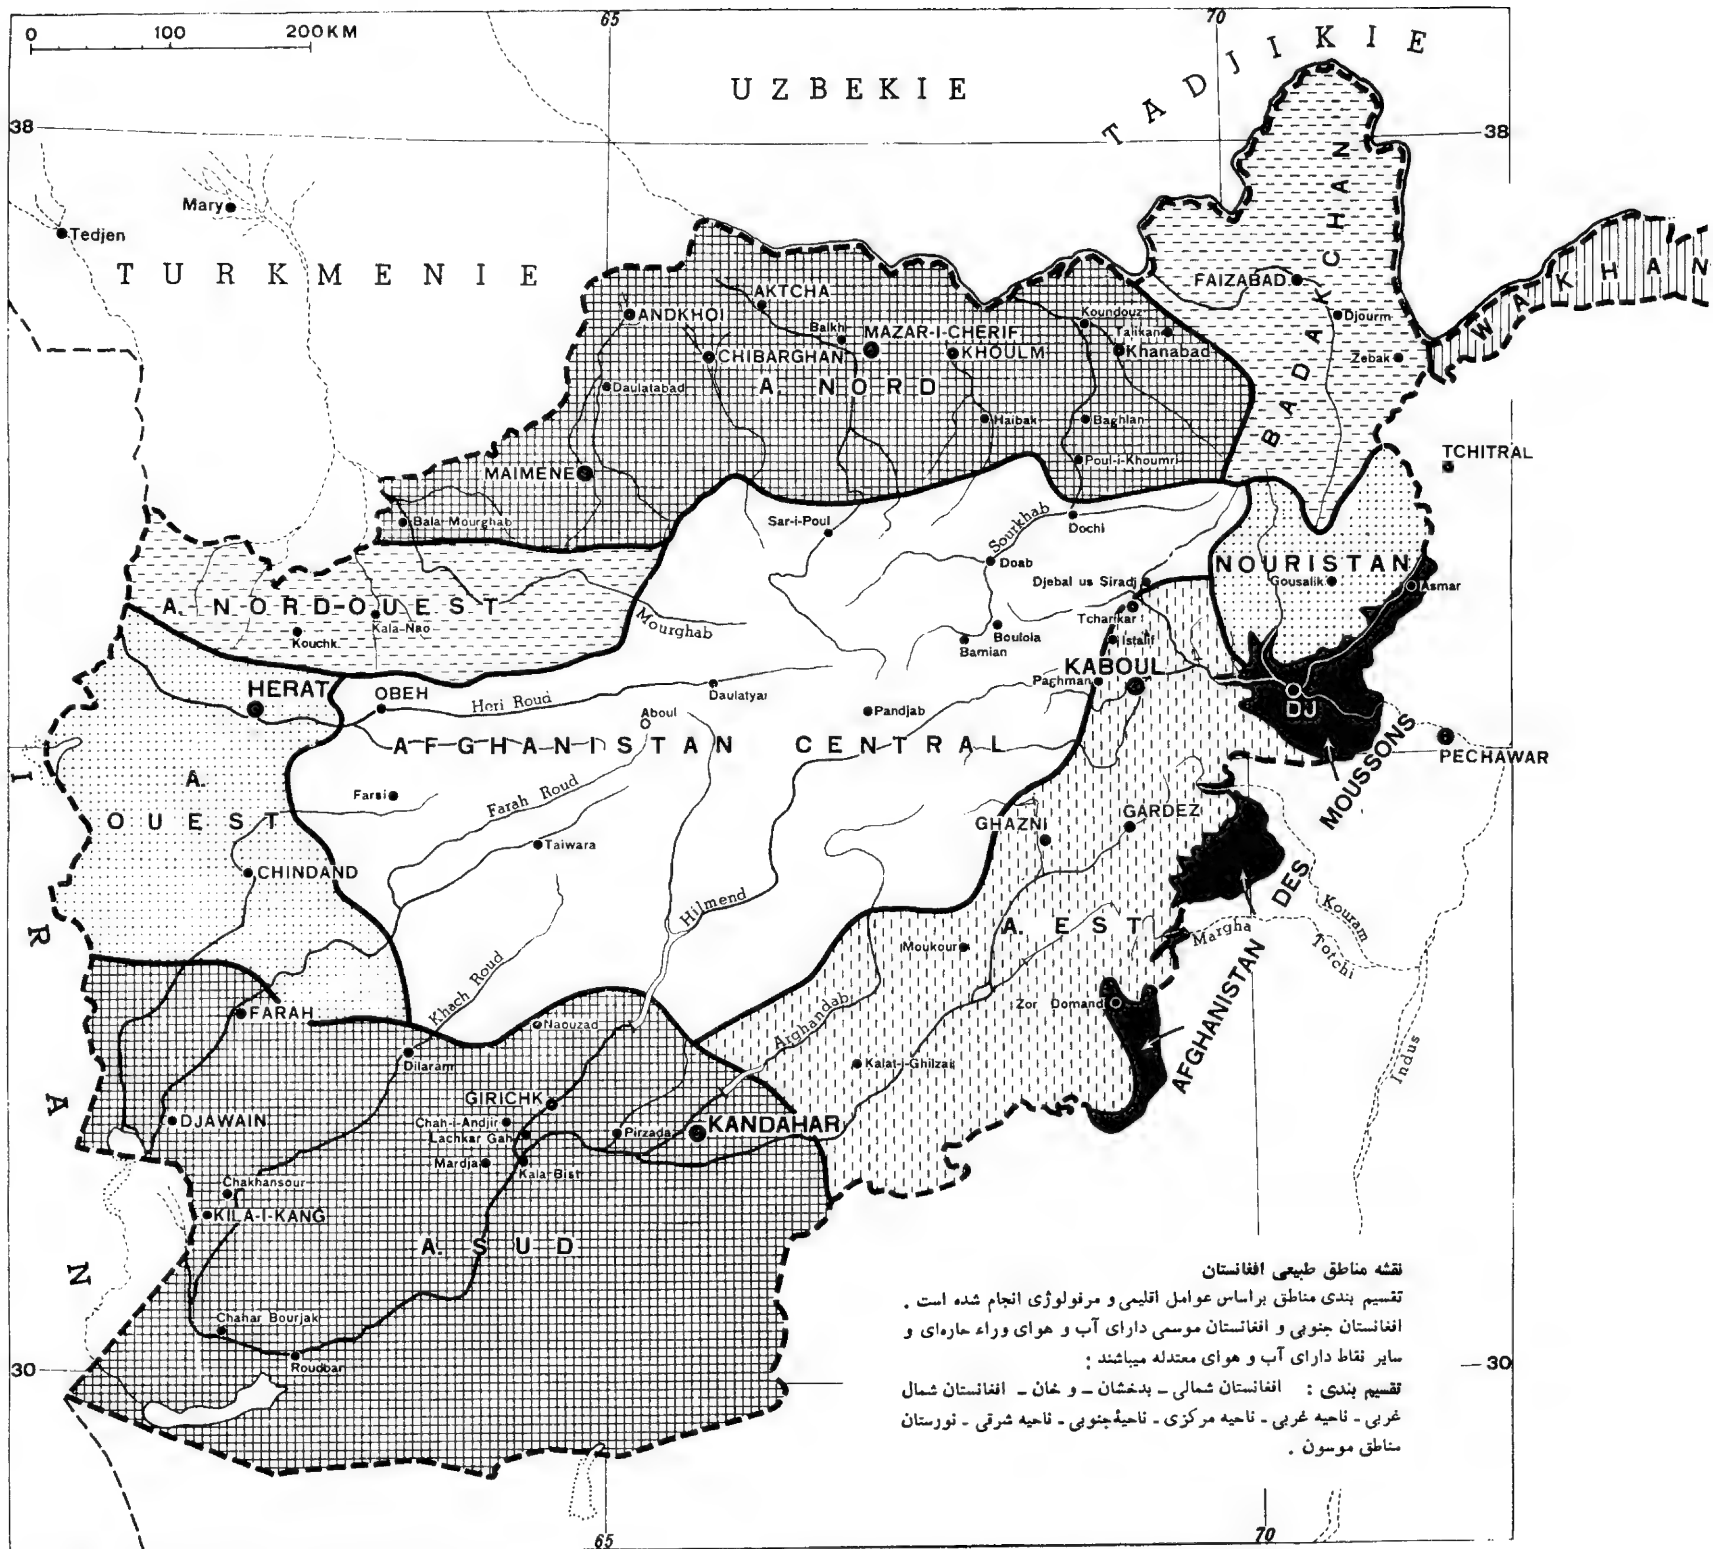 65
70
0 100 200 KM
UZBEKIE
TADJIKIE
38
38
Mary
Tedjen
TURKMENIE
BADAKCHAN
FAIZABAD
Djourm
Zebak
WAKHAN
AKTCHA
ANDKHOI
Balkh
MAZAR-I-CHERIF
Koundouz
Talikan
Khanabad
CHIBARGHAN
KHOULM
Daulatabad
A. NORD
Haibak
Baghlan
MAIMENE
Poul-i-Khoumri
TCHITRAL
Bala Mourghab
Sar-i-Poul
Sourkhab
Dochi
Doab
NOURISTAN
Gousalik
Asmar
Djebal us Siradj
A. NORD-OUEST
Kala-Nao
Kouchk
Mourghab
Tcharikar
Istalif
Boulola
Bamian
KABOUL
Paghman
HERAT
OBEH
Heri Roud
Daulatyar
Aboul
Pandjab
DJ
AFGHANISTAN CENTRAL
PECHAWAR
IRAN
A.
OUEST
Farsi
Farah Roud
Taiwara
GHAZNI
GARDEZ
AFGHANISTAN DES MOUSSONS
CHINDAND
Hilmend
Kouram
Margha
Totchi
A. EST
Moukour
Khach Roud
Zor Domand
Arghandab
FARAH
Naouzad
Dilaram
Kalat-i-Ghilzai
Indus
GIRICHK
DJAWAIN
Chah-i-Andjir
Lachkar Gah
Pirzada
KANDAHAR
Mardja
Kala Bist
Chakhansour
KILA-I-KANG
A. SUD
Chahar Bourjak
Roudbar
30
30
نقشه مناطق طبیعی افغانستان
تقسیم بندی مناطق براساس عوامل اقلیمی و مرفولوژی انجام شده است .
افغانستان جنوبی و افغانستان موسمی دارای آب و هوای وراء حاره‌ای و
سایر نقاط دارای آب و هوای معتدله میباشند :
تقسیم بندی : افغانستان شمالی ـ بدخشان ـ و خان ـ افغانستان شمال
غربی ـ ناحیه غربی ـ ناحیه مرکزی ـ ناحیهٔ جنوبی ـ ناحیه شرقی ـ نورستان
مناطق موسون .
65
70